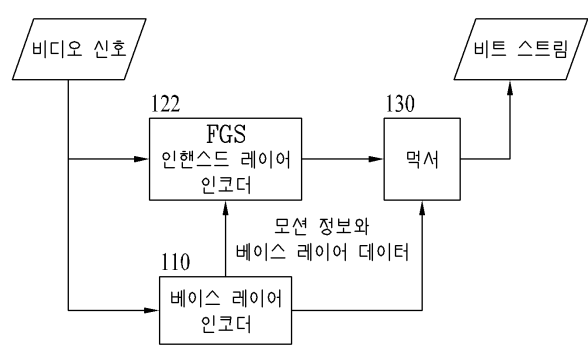 비디오 신호
비트 스트림
122
130
FGS
인핸스드 레이어
인코더
먹서
모션 정보와
베이스 레이어 데이터
110
베이스 레이어
인코더